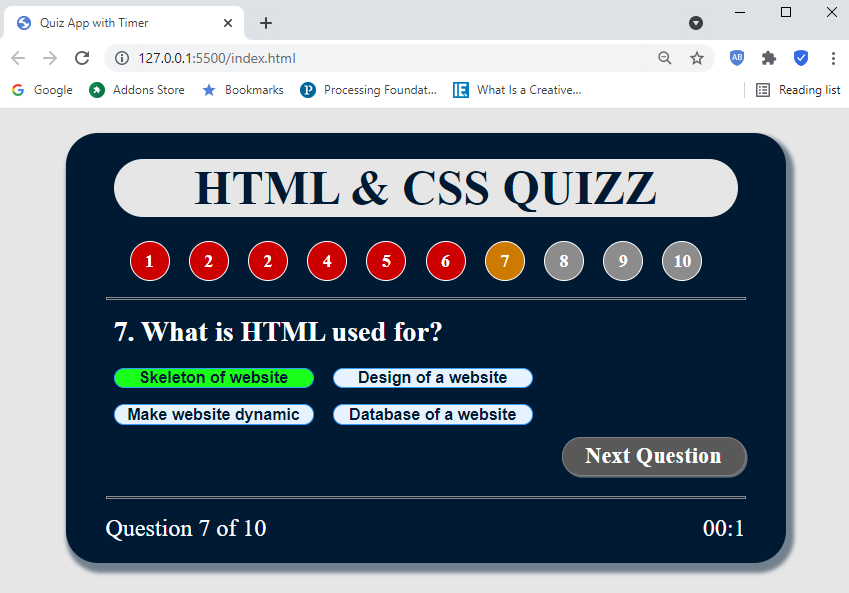 Quiz App with Timer
127.0.0.1:5500/index.html
AB
G Google Addons Store Bookmarks P Processing Foundat... IE What Is a Creative... Reading list
HTML & CSS QUIZZ
1 2 2 4 5 6 7 8 9 10
7. What is HTML used for?
Skeleton of website Design of a website
Make website dynamic Database of a website
Next Question
Question 7 of 10 00:1